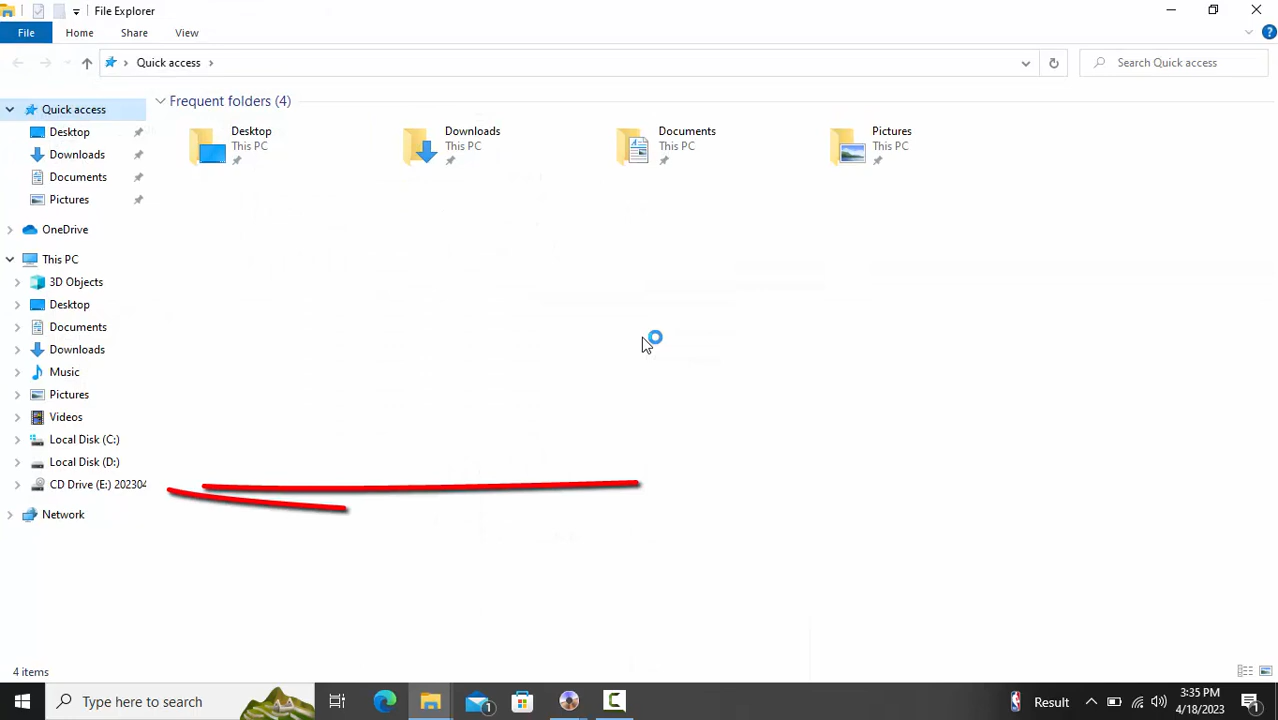 File Explorer
File Home Share View
Quick access
Search Quick access
Quick access
Desktop
Downloads
Documents
Pictures
OneDrive
This PC
3D Objects
Desktop
Documents
Downloads
Music
Pictures
Videos
Local Disk (C:)
Local Disk (D:)
CD Drive (E:) 202304
Network
Frequent folders (4)
Desktop
This PC
Downloads
This PC
Documents
This PC
Pictures
This PC
4 items
Type here to search
1
Result
3:35 PM
4/18/2023
1